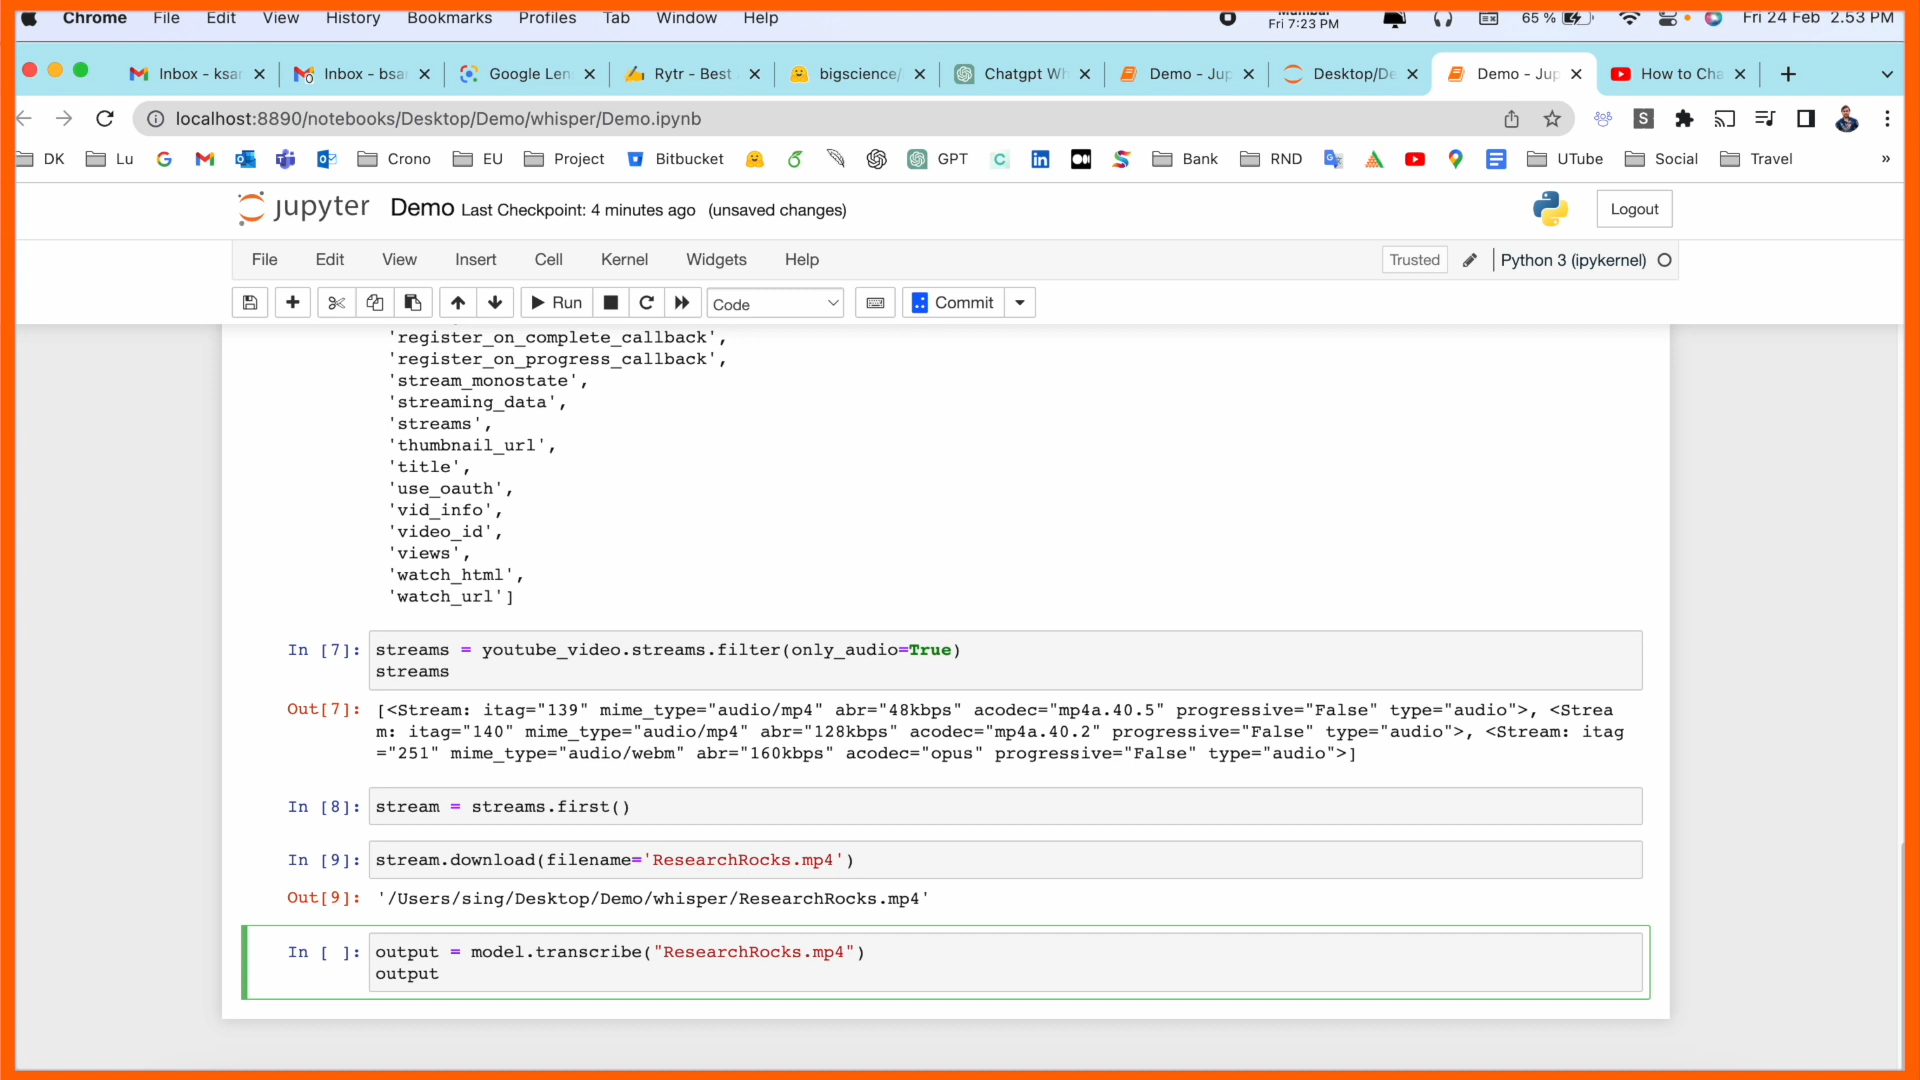 Chrome File Edit View History Bookmarks Profiles Tab Window Help
Fri 7:23 PM
65 %
Fri 24 Feb 2.53 PM
Inbox - ksar
Inbox - bsar
Google Len
Rytr - Best
bigscience/
Chatgpt Wh
Demo - Jup
Desktop/De
Demo - Jup
How to Cha
localhost:8890/notebooks/Desktop/Demo/whisper/Demo.ipynb
S
DK Lu Crono EU Project Bitbucket GPT Bank RND UTube Social Travel »
jupyter Demo Last Checkpoint: 4 minutes ago (unsaved changes)
Logout
File Edit View Insert Cell Kernel Widgets Help
Trusted
Python 3 (ipykernel)
Run Code Commit
'register_on_complete_callback',
'register_on_progress_callback',
'stream_monostate',
'streaming_data',
'streams',
'thumbnail_url',
'title',
'use_oauth',
'vid_info',
'video_id',
'views',
'watch_html',
'watch_url']
In [7]: streams = youtube_video.streams.filter(only_audio=True)
streams
Out[7]: [<Stream: itag="139" mime_type="audio/mp4" abr="48kbps" acodec="mp4a.40.5" progressive="False" type="audio">, <Strea
m: itag="140" mime_type="audio/mp4" abr="128kbps" acodec="mp4a.40.2" progressive="False" type="audio">, <Stream: itag
="251" mime_type="audio/webm" abr="160kbps" acodec="opus" progressive="False" type="audio">]
In [8]: stream = streams.first()
In [9]: stream.download(filename='ResearchRocks.mp4')
Out[9]: '/Users/sing/Desktop/Demo/whisper/ResearchRocks.mp4'
In [ ]: output = model.transcribe("ResearchRocks.mp4")
output